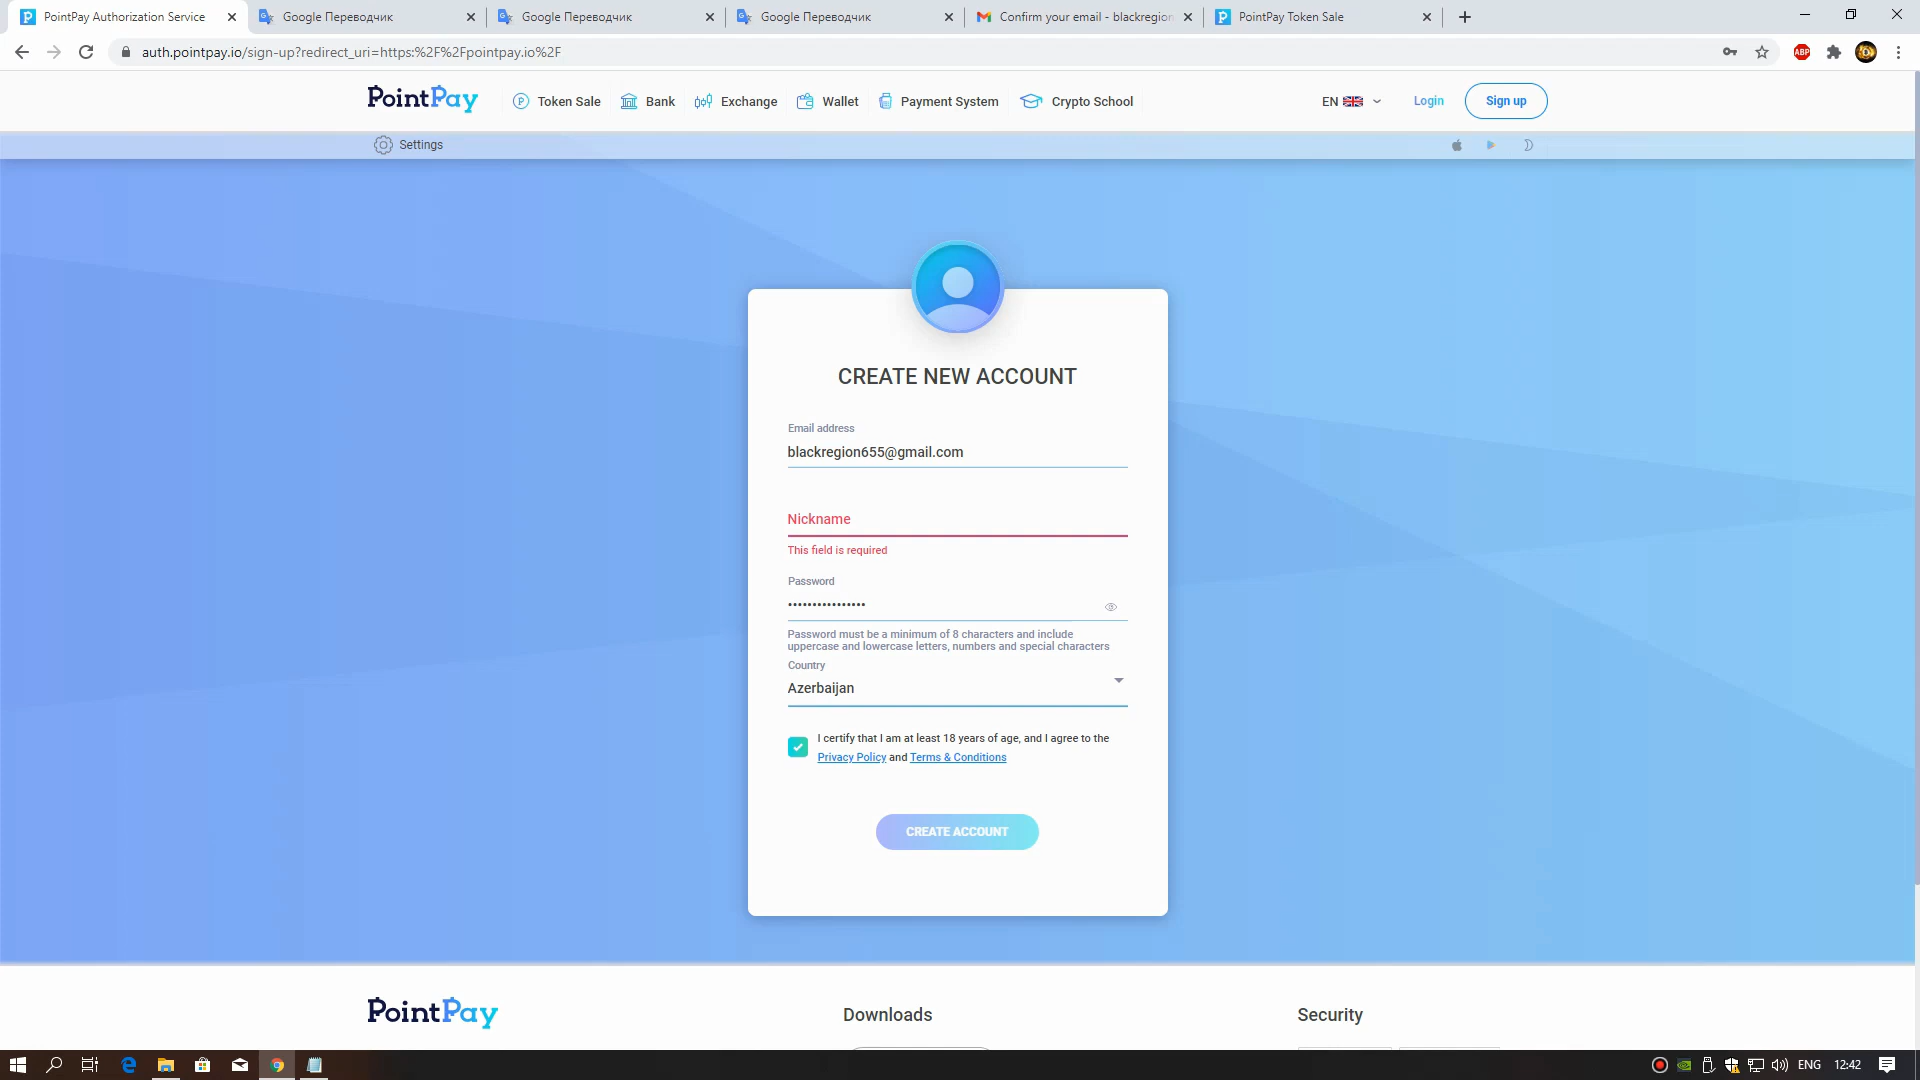 PointPay Authorization Service
Google Переводчик
Google Переводчик
Google Переводчик
Confirm your email - blackregion
PointPay Token Sale
auth.pointpay.io/sign-up?redirect_uri=https:%2F%2Fpointpay.io%2F
ABP
PointPay
Token Sale
Bank
Exchange
Wallet
Payment System
Crypto School
EN
Login
Sign up
Settings
CREATE NEW ACCOUNT
Email address
blackregion655@gmail.com
Nickname
This field is required
Password
••••••••••••••••
Password must be a minimum of 8 characters and include
uppercase and lowercase letters, numbers and special characters
Country
Azerbaijan
I certify that I am at least 18 years of age, and I agree to the
Privacy Policy and Terms & Conditions
CREATE ACCOUNT
PointPay
Downloads
Security
ENG
12:42